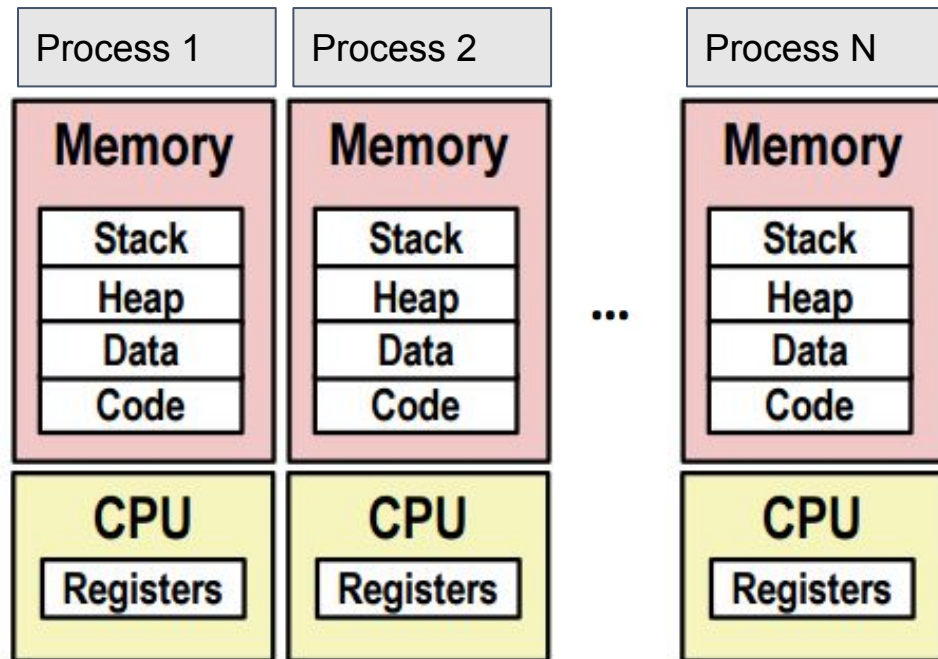 Process 1
Process 2
Process N
Memory
Memory
Memory
Stack
Stack
Stack
Heap
Heap
...
Heap
Data
Data
Data
Code
Code
Code
CPU
CPU
CPU
Registers
Registers
Registers